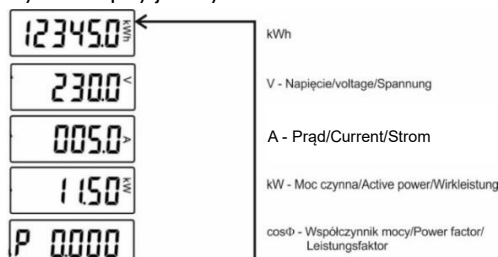 12345.0 kWh
kWh
230.0 V
V - Napięcie/voltage/Spannung
005.0 A
A - Prąd/Current/Strom
11.50 kW
kW - Moc czynna/Active power/Wirkleistung
P 0.000
cosΦ - Współczynnik mocy/Power factor/
Leistungsfaktor